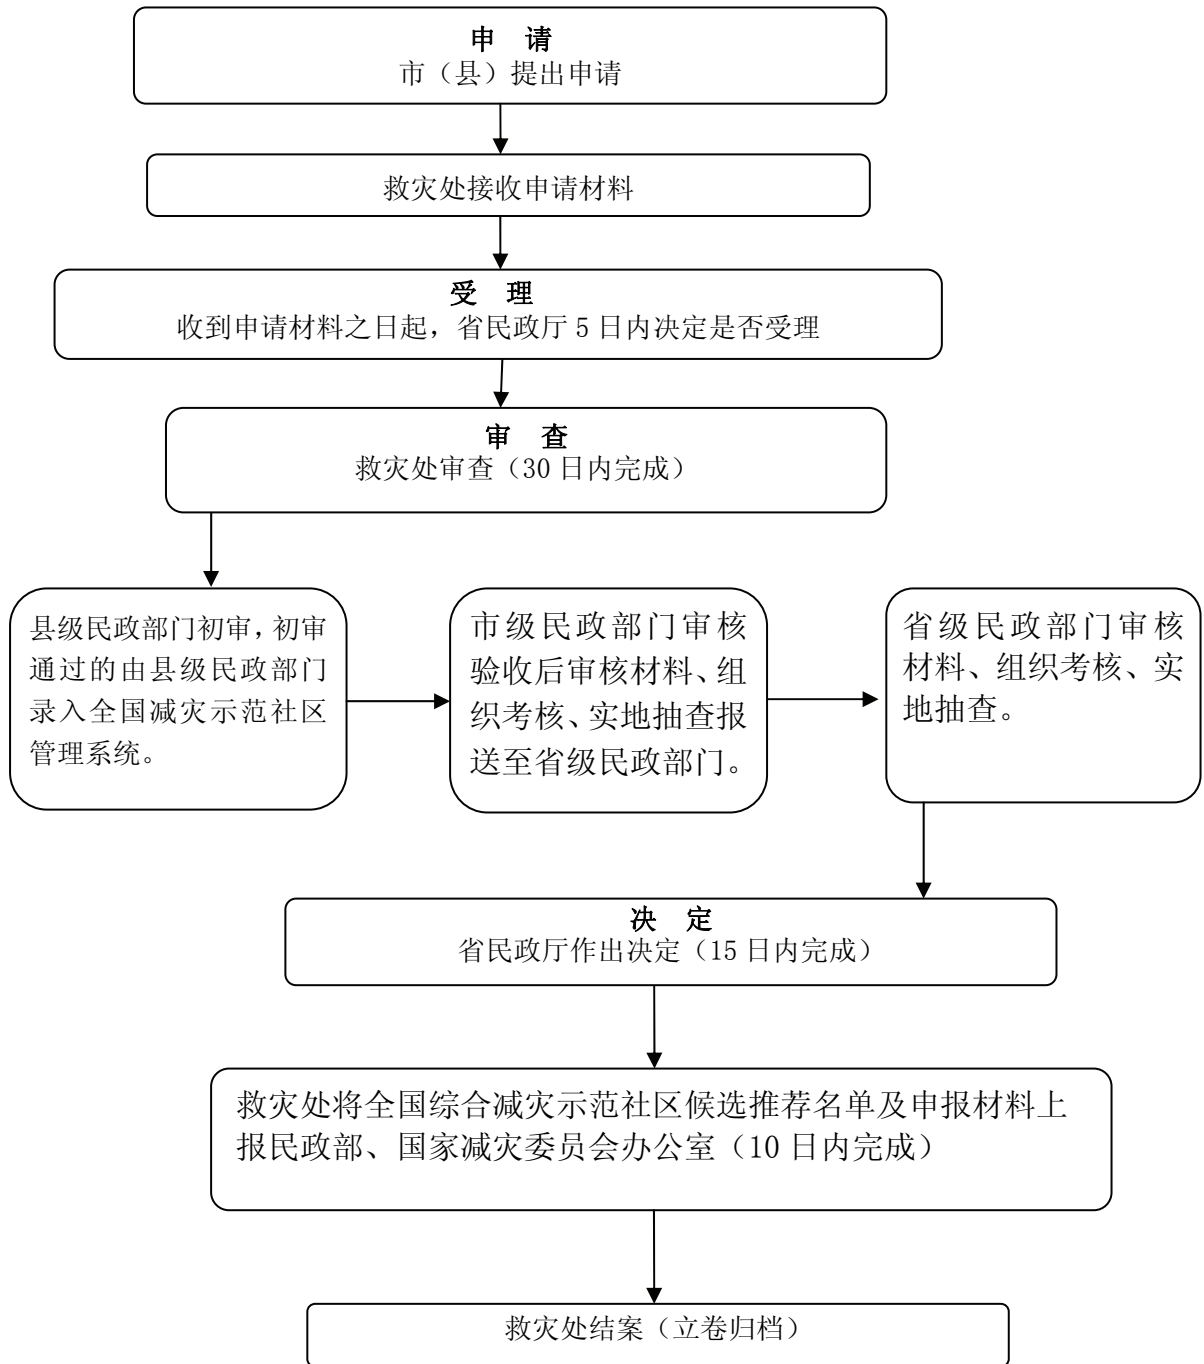 申 请
市（县）提出申请
救灾处接收申请材料
受 理
收到申请材料之日起，省民政厅 5 日内决定是否受理
审 查
救灾处审查（30 日内完成）
县级民政部门初审，初审
通过的由县级民政部门
录入全国减灾示范社区
管理系统。
市级民政部门审核
验收后审核材料、组
织考核、实地抽查报
送至省级民政部门。
省级民政部门审核
材料、组织考核、实
地抽查。
决 定
省民政厅作出决定（15 日内完成）
救灾处将全国综合减灾示范社区候选推荐名单及申报材料上
报民政部、国家减灾委员会办公室（10 日内完成）
救灾处结案（立卷归档）